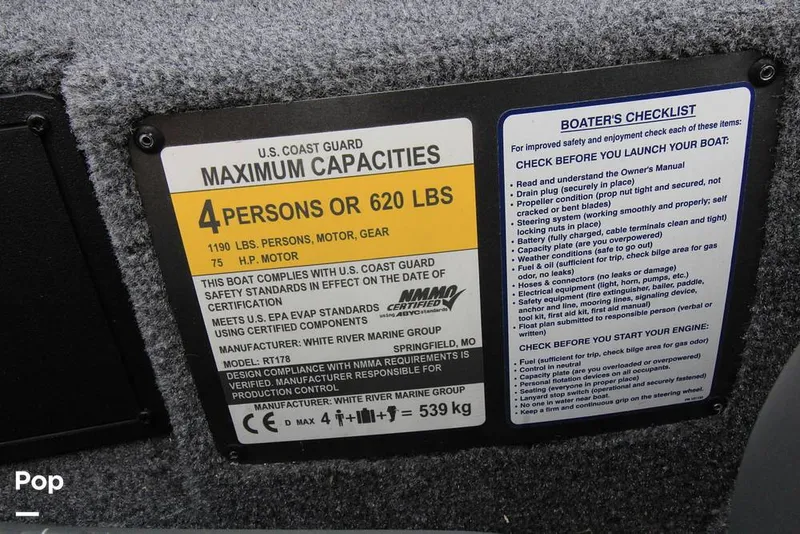 U.S. COAST GUARD
MAXIMUM CAPACITIES
4 PERSONS OR 620 LBS
1190 LBS. PERSONS, MOTOR, GEAR
75 H.P. MOTOR
THIS BOAT COMPLIES WITH U.S. COAST GUARD
SAFETY STANDARDS IN EFFECT ON THE DATE OF
CERTIFICATION
MEETS U.S. EPA EVAP STANDARDS
USING CERTIFIED COMPONENTS
NMMA
CERTIFIED
using ABYC standards
MANUFACTURER: WHITE RIVER MARINE GROUP
MODEL: RT178 SPRINGFIELD, MO
DESIGN COMPLIANCE WITH NMMA REQUIREMENTS IS
VERIFIED. MANUFACTURER RESPONSIBLE FOR
PRODUCTION CONTROL
MANUFACTURER: WHITE RIVER MARINE GROUP
CE D MAX 4 + + = 539 kg
BOATER'S CHECKLIST
For improved safety and enjoyment check each of these items:
CHECK BEFORE YOU LAUNCH YOUR BOAT:
• Read and understand the Owner's Manual
• Drain plug (securely in place)
• Propeller condition (prop nut tight and secured, not
cracked or bent blades)
• Steering system (working smoothly and properly; self
locking nuts in place)
• Battery (fully charged, cable terminals clean and tight)
• Capacity plate (are you overpowered)
• Weather conditions (safe to go out)
• Fuel & oil (sufficient for trip, check bilge area for gas
odor, no leaks)
• Hoses & connectors (no leaks or damage)
• Electrical equipment (light, horn, pumps, etc.)
• Safety equipment (fire extinguisher, bailer, paddle,
anchor and line, mooring lines, signaling device,
tool kit, first aid kit, first aid manual)
• Float plan submitted to responsible person (verbal or
written)
CHECK BEFORE YOU START YOUR ENGINE:
• Fuel (sufficient for trip, check bilge area for gas odor)
• Control in neutral
• Capacity plate (are you overloaded or overpowered)
• Personal flotation devices on all occupants.
• Seating (everyone in proper place)
• Lanyard stop switch (operational and securely fastened)
• No one in water near boat.
• Keep a firm and continuous grip on the steering wheel.
Pop